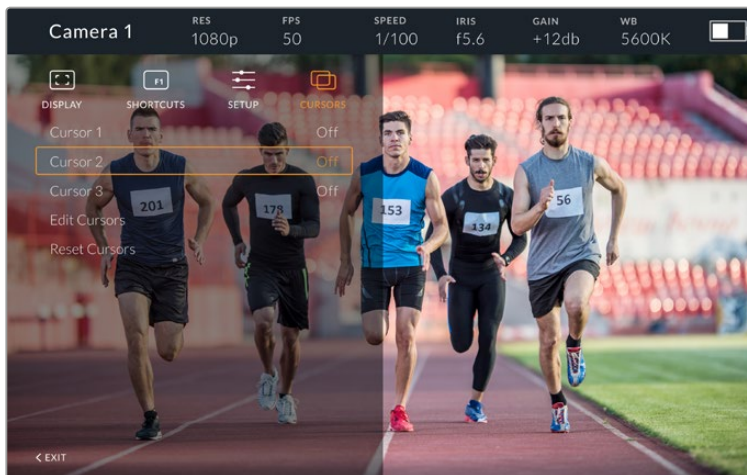 Camera 1
RES
1080p
FPS
50
SPEED
1/100
IRIS
f5.6
GAIN
+12db
WB
5600K
F1
DISPLAY
SHORTCUTS
SETUP
CURSORS
Cursor 1 Off
Cursor 2 Off
Cursor 3 Off
Edit Cursors
Reset Cursors
201
178
153
134
56
< EXIT